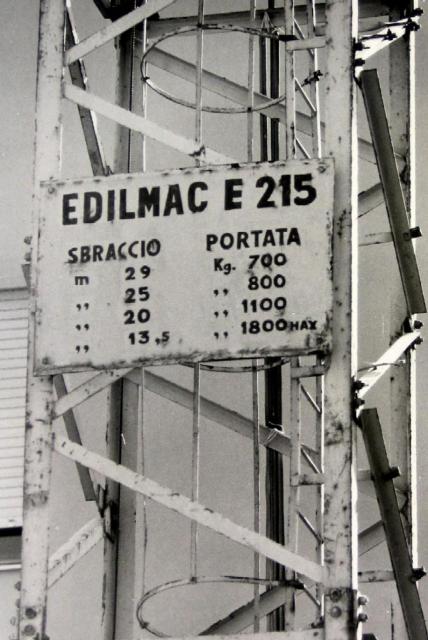 EDILMAC E 215
SBRACCIO PORTATA
m 29 Kg. 700
,, 25 ,, 800
,, 20 ,, 1100
,, 13,5 ,, 1800 MAX